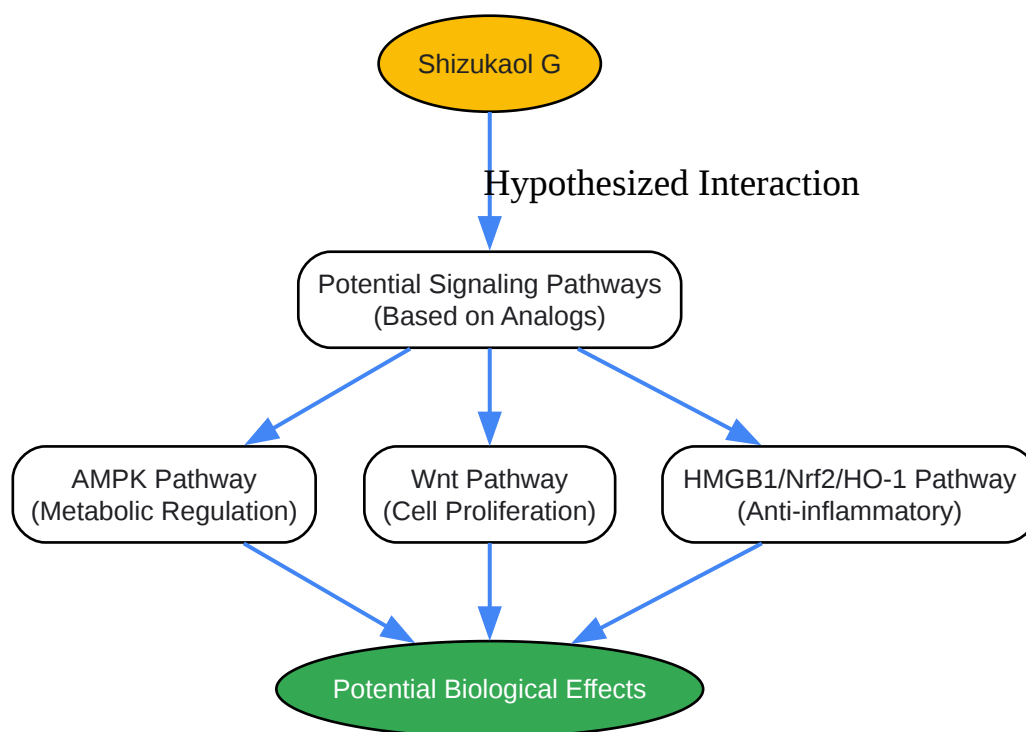 Shizukaol G
Hypothesized Interaction
Potential Signaling Pathways
(Based on Analogs)
AMPK Pathway
(Metabolic Regulation)
Wnt Pathway
(Cell Proliferation)
HMGB1/Nrf2/HO-1 Pathway
(Anti-inflammatory)
Potential Biological Effects